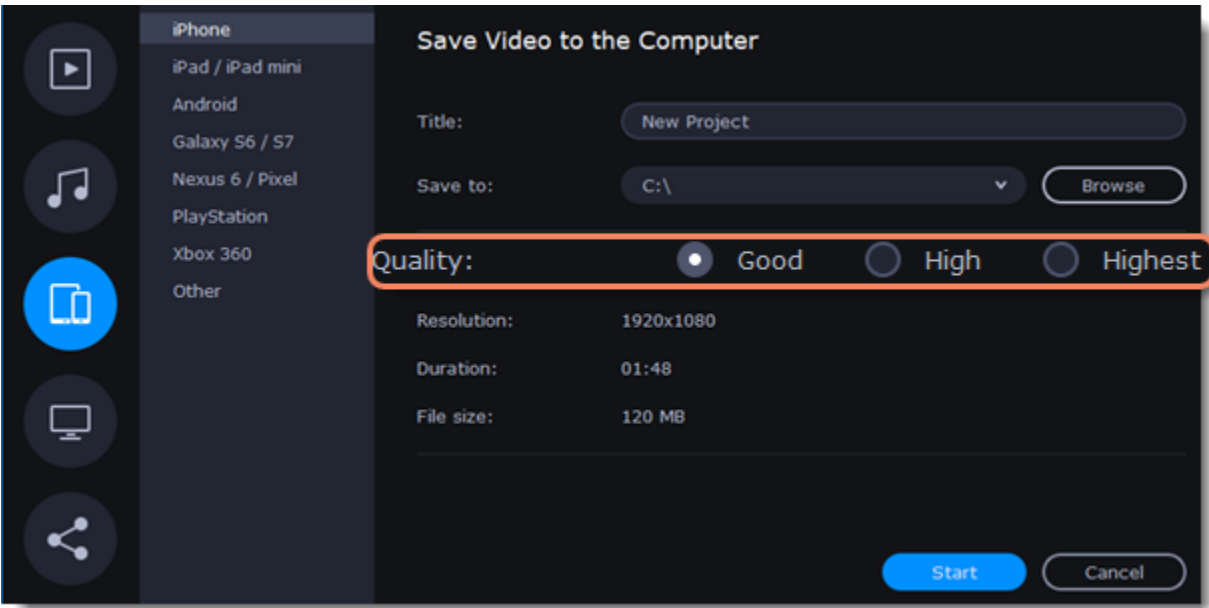 iPhone
iPad / iPad mini
Android
Galaxy S6 / S7
Nexus 6 / Pixel
PlayStation
Xbox 360
Other
Save Video to the Computer
Title: New Project
Save to: C:\ Browse
Quality: Good High Highest
Resolution: 1920x1080
Duration: 01:48
File size: 120 MB
Start Cancel